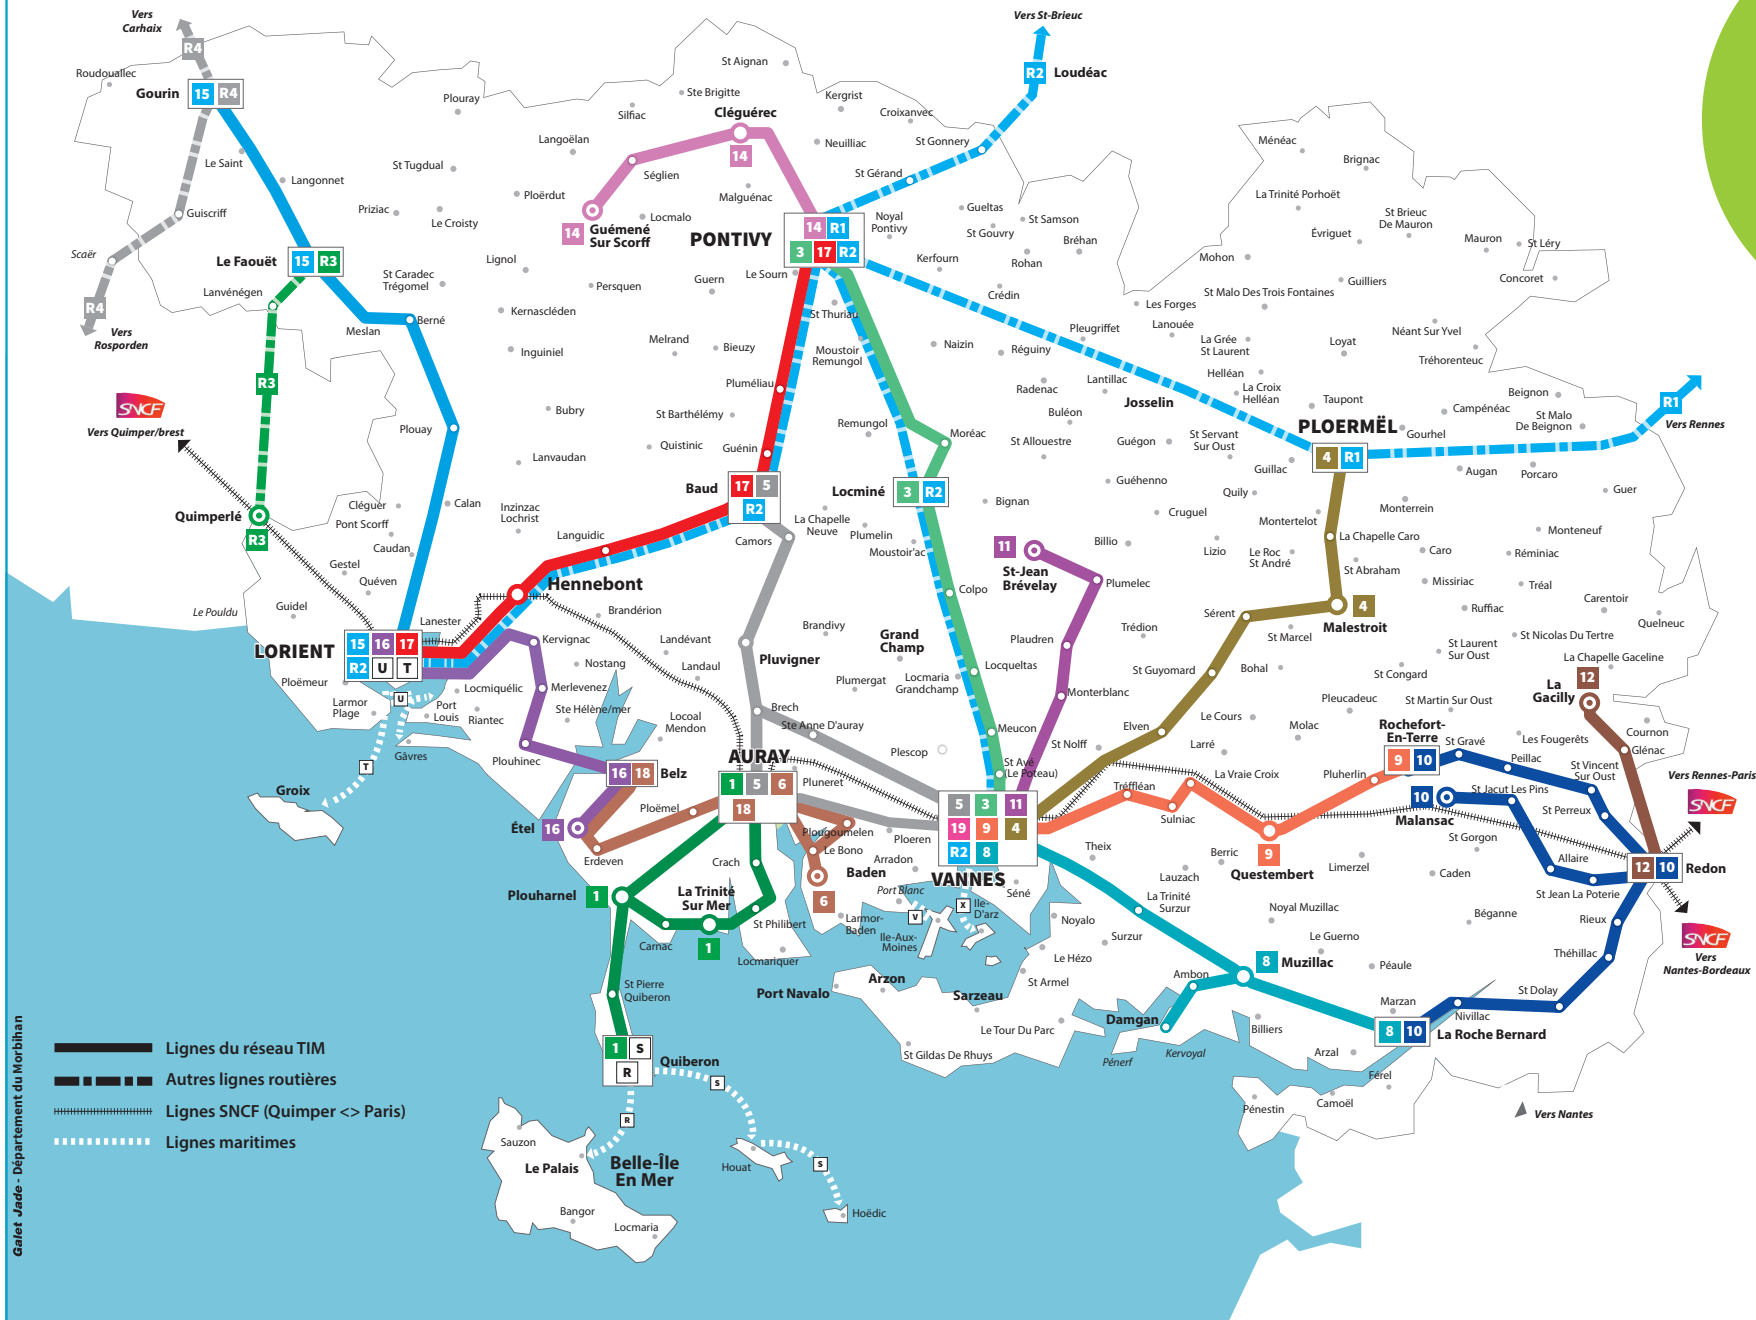 Vers
Carhaix
R4
Roudouallec
Gourin
15
R4
Le Saint
Langonnet
Guiscriff
Scaër
R4
Vers
Rosporden
Le Faouët
15
R3
Lanvénégen
Meslan
Berné
R3
SNCF
Vers Quimper/brest
Quimperlé
R3
Plouray
St Tugdual
Priziac
Le Croisty
St Caradec
Trégomel
Plouay
Calan
Cléguer
Pont Scorff
Caudan
Gestel
Quéven
Guidel
Le Pouldu
Lanester
LORIENT
15
16
17
R2
U
T
Ploëmeur
Larmor
Plage
U
Port
Louis
Locmiquélic
Riantec
Gâvres
T
Groix
St Aignan
Ste Brigitte
Silfiac
Cléguérec
14
Langoëlan
Séglien
Malguénac
Ploërdut
Locmalo
14
Guémené
Sur Scorff
Lignol
Persquen
Guern
Kernascléden
Inguiniel
Melrand
Bieuzy
Bubry
St Barthélémy
Quistinic
Lanvaudan
Inzinzac
Lochrist
Languidic
Hennebont
Kergrist
Croixanvec
Neuilliac
St Gonnery
St Gérand
Vers St-Brieuc
R2
Loudéac
PONTIVY
14
R1
3
17
R2
Noyal
Pontivy
Gueltas
St Gouvry
St Samson
Bréhan
Rohan
Kerfourn
Crédin
Le Sourn
St Thuriau
Moustoir
Remungol
Naizin
Réguiny
Pleugriffet
Pluméliau
Guénin
Remungol
Moréac
Radenac
Lantillac
Buléon
St Allouestre
Josselin
Guégon
Baud
17
5
R2
Locminé
3
R2
Bignan
Guéhenno
Cruguel
Billio
La Chapelle
Neuve
Plumelin
Moustoir'ac
Camors
11
St-Jean
Brévelay
Plumelec
Colpo
Plaudren
Trédion
Ménéac
Brignac
La Trinité Porhoët
St Brieuc
De Mauron
Évriguet
Mauron
St Léry
Mohon
Guilliers
Concoret
St Malo Des Trois Fontaines
Les Forges
Lanouée
La Grée
St Laurent
Loyat
Néant Sur Yvel
Tréhorenteuc
Helléan
La Croix
Helléan
Taupont
Beignon
Campénéac
St Malo
De Beignon
PLOERMËL
4
R1
Gourhel
R1
Vers Rennes
St Servant
Sur Oust
Guillac
Augan
Porcaro
Guer
Quily
Montertelot
Monterrein
Monteneuf
Lizio
Le Roc
St André
La Chapelle Caro
Caro
Réminiac
St Abraham
Missiriac
Tréal
Sérent
4
Malestroit
Ruffiac
Carentoir
St Marcel
St Nicolas Du Tertre
Quelneuc
St Laurent
Sur Oust
La Chapelle Gaceline
St Guyomard
Bohal
St Congard
12
La
Gacilly
Pleucadeuc
St Martin Sur Oust
Le Cours
Molac
Elven
Larré
Rochefort-
En-Terre
9
10
St Gravé
Les Fougerêts
Cournon
Glénac
Peillac
St Vincent
Sur Oust
Vers Rennes-Paris
SNCF
Brandérion
Kervignac
Nostang
Landévant
Landaul
Merlevenez
Ste Hélène/mer
Locoal
Mendon
Plouhinec
Brandivy
Grand
Champ
Pluvigner
Plumergat
Locmaria
Grandchamp
Locqueltas
Monterblanc
Brech
Ste Anne D'auray
Meucon
Plescop
St Nolff
St Avé
(Le Poteau)
AURAY
1
5
6
18
Pluneret
16
18
Belz
Ploëmel
Étel
16
Erdeven
Plougoumelen
Le Bono
Ploeren
Crach
Baden
6
Arradon
Port Blanc
VANNES
5
3
11
19
9
4
R2
8
Séné
Plouharnel
1
La Trinité
Sur Mer
1
Carnac
St Philibert
Locmariquer
Larmor-
Baden
V
X
Ile-
D'arz
Ile-Aux-
Moines
Port Navalo
Arzon
Sarzeau
St Armel
Le Hézo
Noyalo
Surzur
Theix
Le Tour Du Parc
St Gildas De Rhuys
Tréffléan
Sulniac
La Vraie Croix
Pluherlin
Berric
9
Questembert
Lauzach
La Trinité
Surzur
Noyal Muzillac
Le Guerno
Limerzel
Caden
Béganne
10
Malansac
St Jacut Les Pins
St Perreux
St Gorgon
Allaire
St Jean La Poterie
12
10
Redon
Rieux
Théhillac
SNCF
Vers
Nantes-Bordeaux
8
Muzillac
Péaule
Ambon
Damgan
Pénerf
Kervoyal
Billiers
Marzan
8
10
La Roche Bernard
Nivillac
St Dolay
Arzal
Férel
Camoël
Pénestin
Vers Nantes
St Pierre
Quiberon
1
S
R
Quiberon
S
R
S
Sauzon
Le Palais
Belle-Île
En Mer
Bangor
Locmaria
Houat
Hoëdic
Lignes du réseau TIM
Autres lignes routières
Lignes SNCF (Quimper <> Paris)
Lignes maritimes
Galet Jade - Département du Morbihan